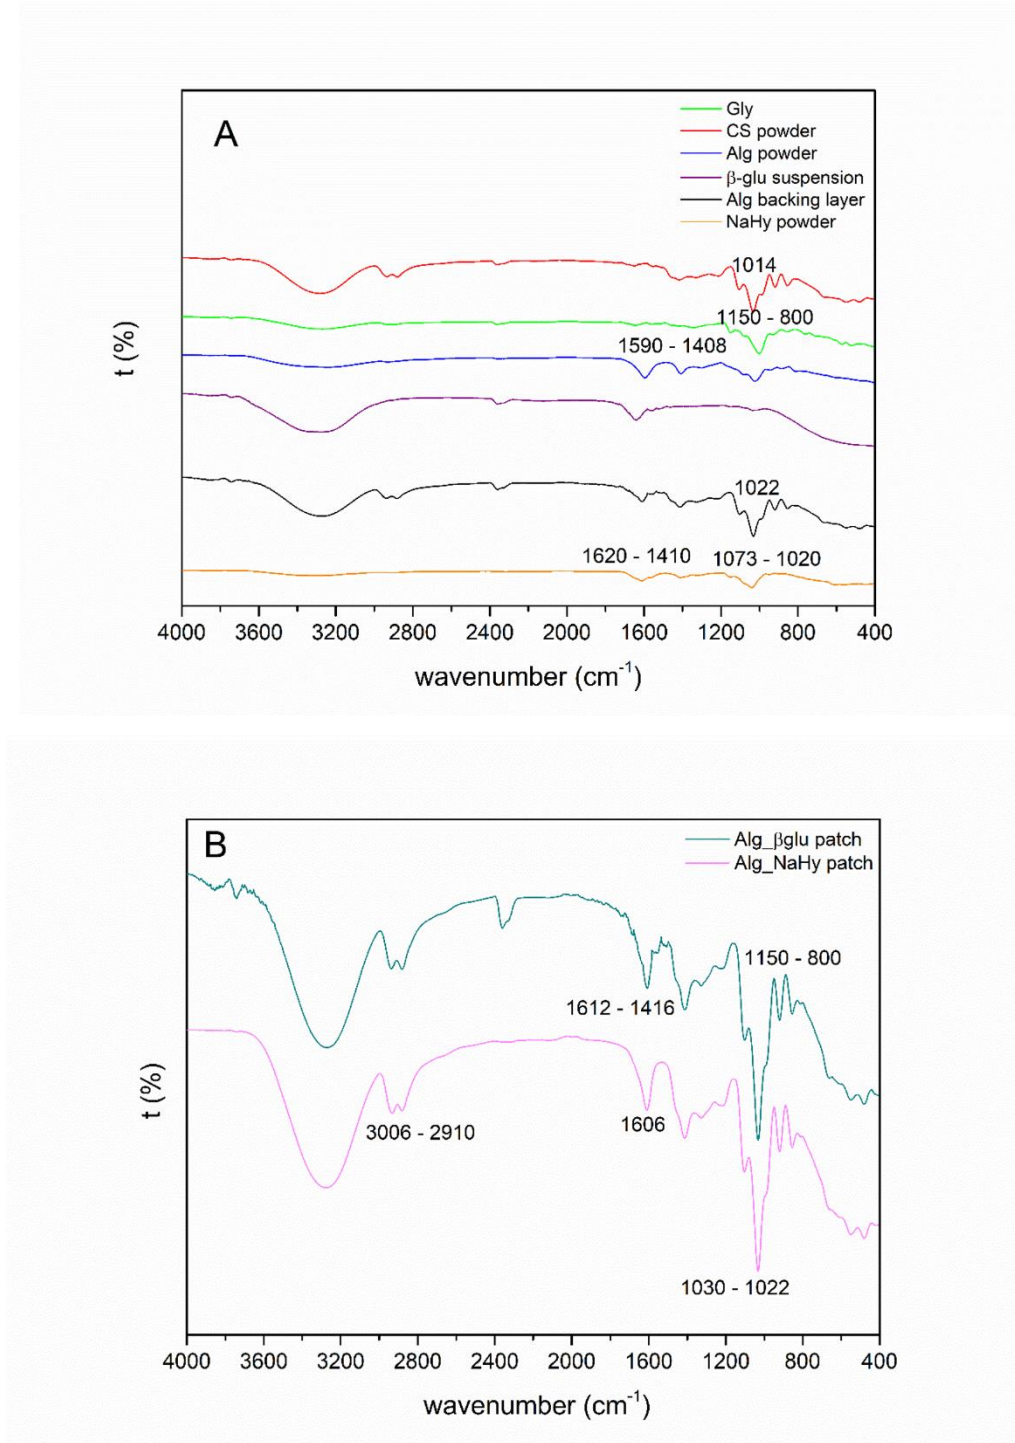 A
Gly
CS powder
Alg powder
β-glu suspension
Alg backing layer
NaHy powder
1014
1150 - 800
1590 - 1408
1022
1620 - 1410
1073 - 1020
t (%)
4000 3600 3200 2800 2400 2000 1600 1200 800 400
wavenumber (cm⁻¹)
B
Alg_βglu patch
Alg_NaHy patch
1150 - 800
1612 - 1416
3006 - 2910
1606
1030 - 1022
t (%)
4000 3600 3200 2800 2400 2000 1600 1200 800 400
wavenumber (cm⁻¹)